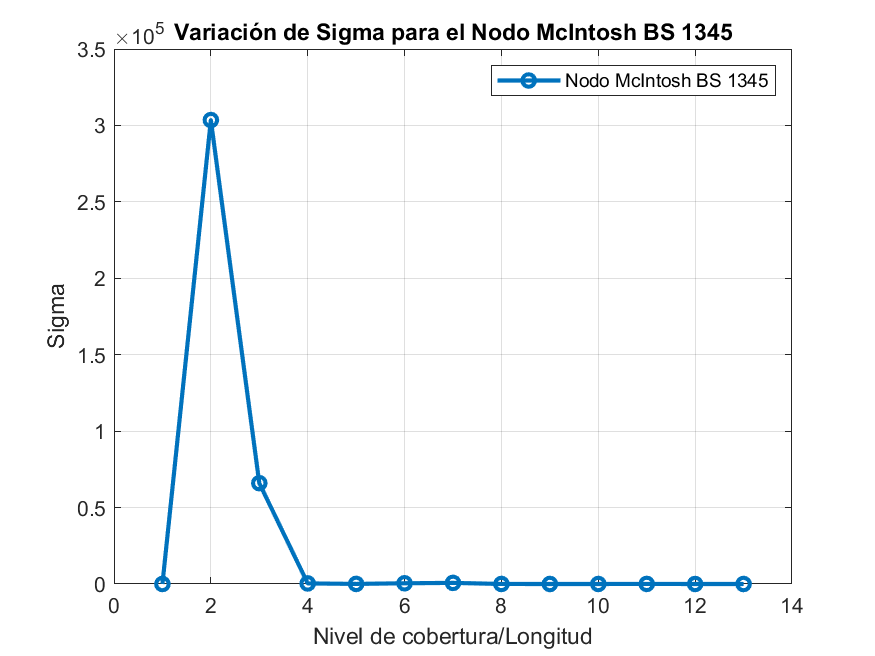 ×10⁵ Variación de Sigma para el Nodo McIntosh BS 1345
Nodo McIntosh BS 1345
3.5
3
2.5
2
1.5
1
0.5
0
Sigma
0 2 4 6 8 10 12 14
Nivel de cobertura/Longitud